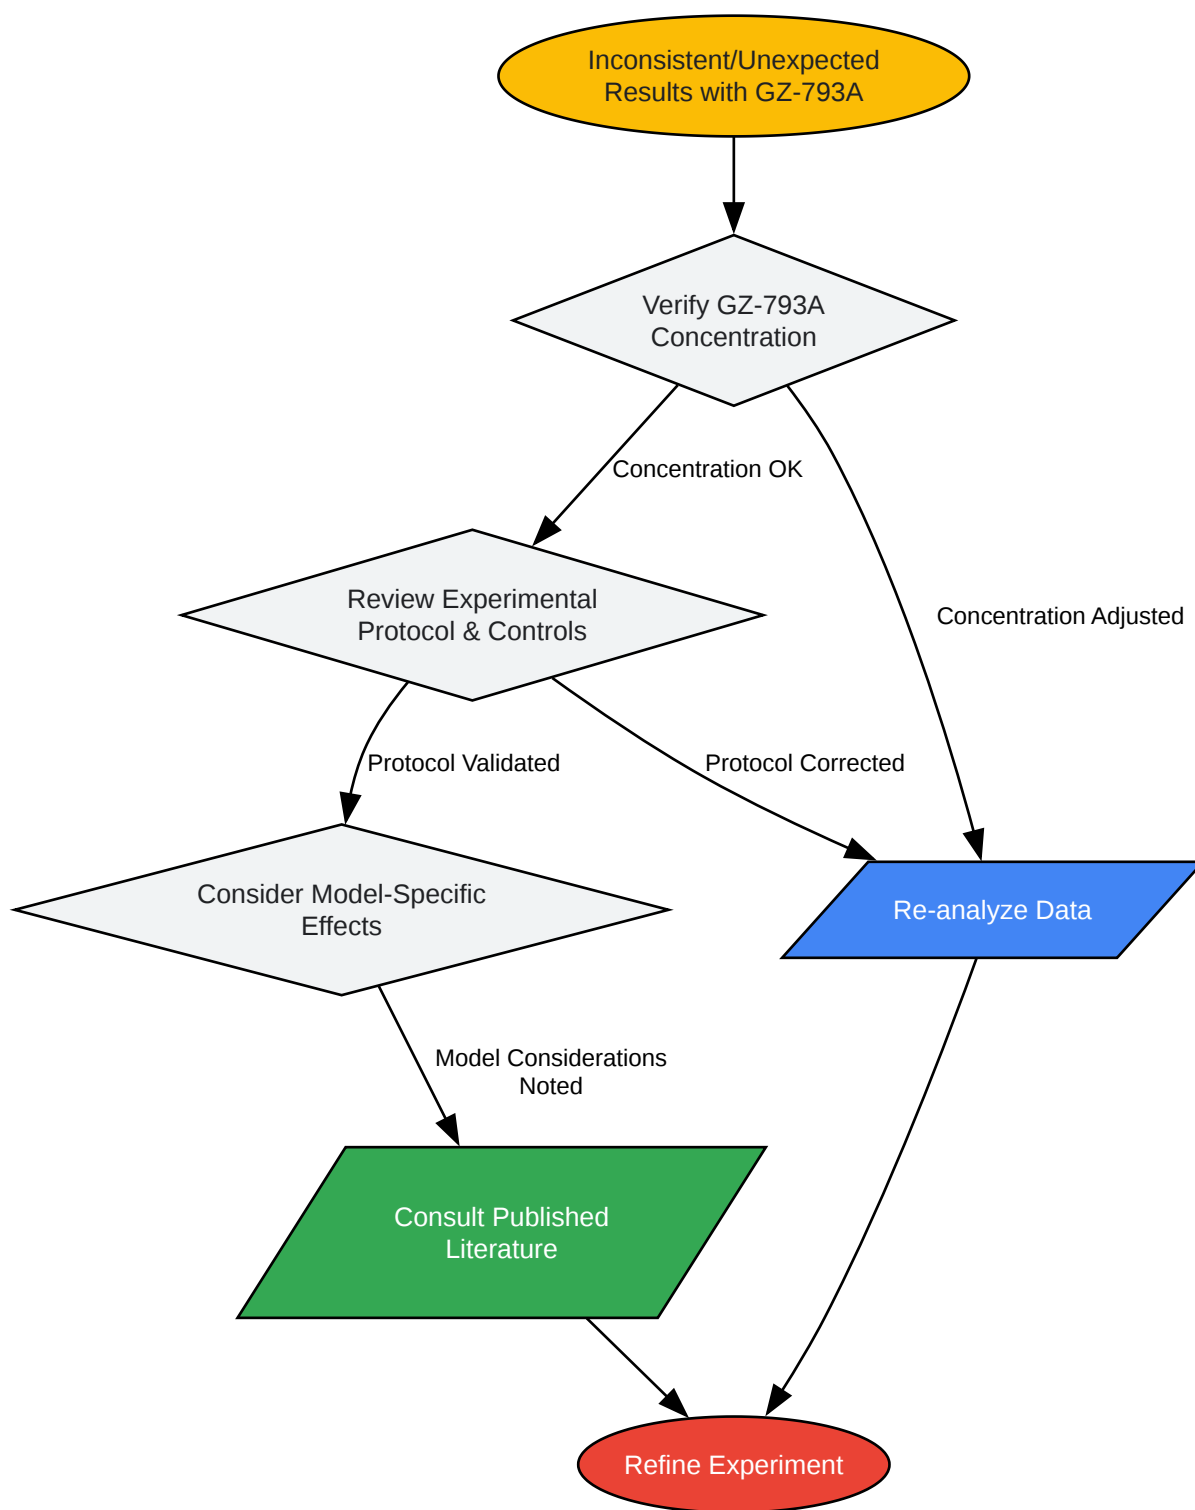 Inconsistent/Unexpected
Results with GZ-793A
Verify GZ-793A
Concentration
Concentration OK
Review Experimental
Protocol & Controls
Concentration Adjusted
Protocol Validated
Protocol Corrected
Consider Model-Specific
Effects
Re-analyze Data
Model Considerations
Noted
Consult Published
Literature
Refine Experiment